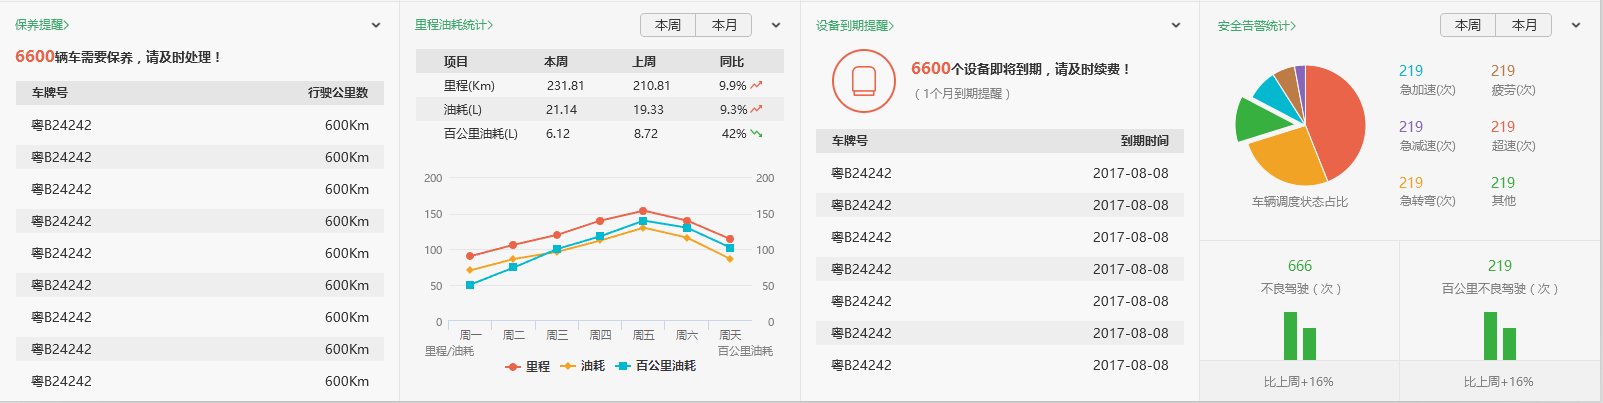 保养提醒>
6600辆车需要保养，请及时处理！
车牌号 行驶公里数
粤B24242 600Km
粤B24242 600Km
粤B24242 600Km
粤B24242 600Km
粤B24242 600Km
粤B24242 600Km
粤B24242 600Km
粤B24242 600Km
粤B24242 600Km
里程油耗统计>
本周 本月
项目 本周 上周 同比
里程(Km) 231.81 210.81 9.9%
油耗(L) 21.14 19.33 9.3%
百公里油耗(L) 6.12 8.72 42%
200 200
150 150
100 100
50 50
0 0
周一 周二 周三 周四 周五 周六 周天
里程/油耗 百公里油耗
里程 油耗 百公里油耗
设备到期提醒>
6600个设备即将到期，请及时续费！
（1个月到期提醒）
车牌号 到期时间
粤B24242 2017-08-08
粤B24242 2017-08-08
粤B24242 2017-08-08
粤B24242 2017-08-08
粤B24242 2017-08-08
粤B24242 2017-08-08
粤B24242 2017-08-08
安全告警统计>
本周 本月
车辆调度状态占比
219 219
急加速(次) 疲劳(次)
219 219
急减速(次) 超速(次)
219 219
急转弯(次) 其他
666
不良驾驶（次）
比上周+16%
219
百公里不良驾驶（次）
比上周+16%